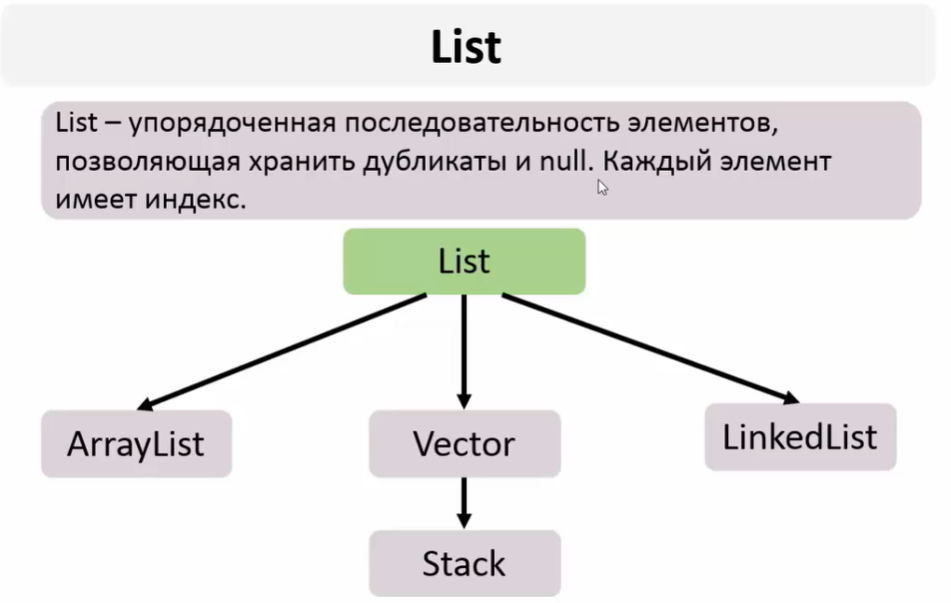 List
List – упорядоченная последовательность элементов,
позволяющая хранить дубликаты и null. Каждый элемент
имеет индекс.
List
ArrayList
Vector
LinkedList
Stack